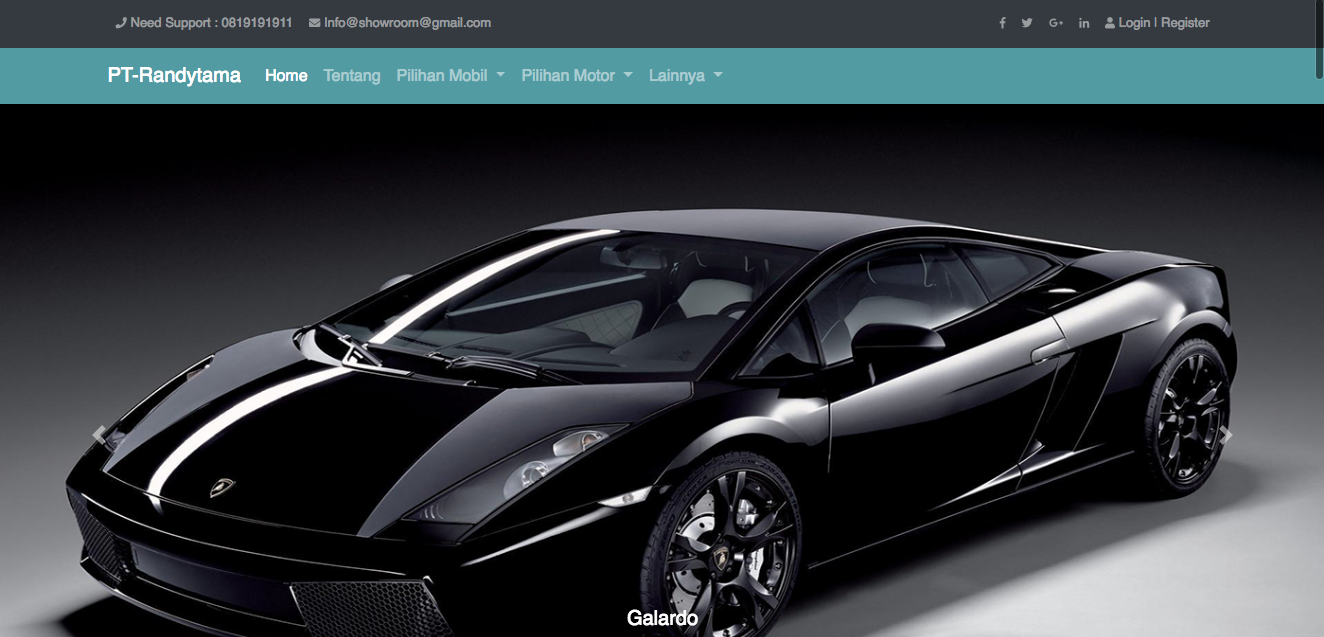 Need Support : 0819191911 Info@showroom@gmail.com Login | Register
PT-Randytama Home Tentang Pilihan Mobil Pilihan Motor Lainnya
Galardo